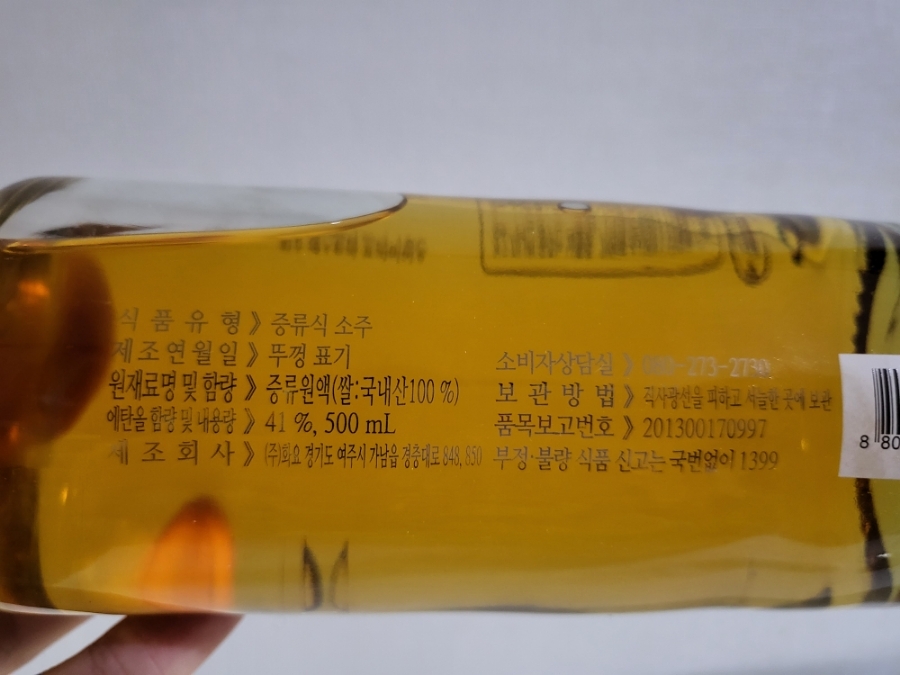 식품유형 》 증류식 소주
제조연월일 》 뚜껑 표기
원재료명 및 함량 》 증류원액(쌀:국내산100 %)
에탄올 함량 및 내용량 》 41 %, 500 mL
제조회사 》 (주)화요 경기도 여주시 가남읍 경충대로 848, 850
소비자상담실 》 080-273-2730
보관방법 》 직사광선을 피하고 서늘한 곳에 보관
품목보고번호 》 201300170997
부정·불량 식품 신고는 국번없이 1399
8 80